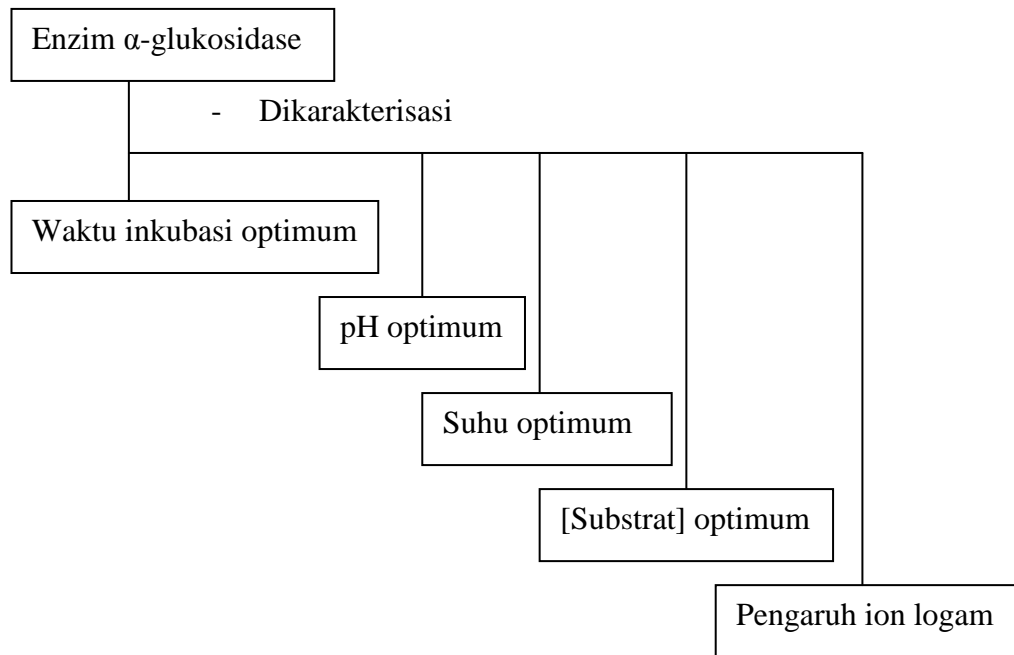 Enzim α-glukosidase
- Dikarakterisasi
Waktu inkubasi optimum
pH optimum
Suhu optimum
[Substrat] optimum
Pengaruh ion logam